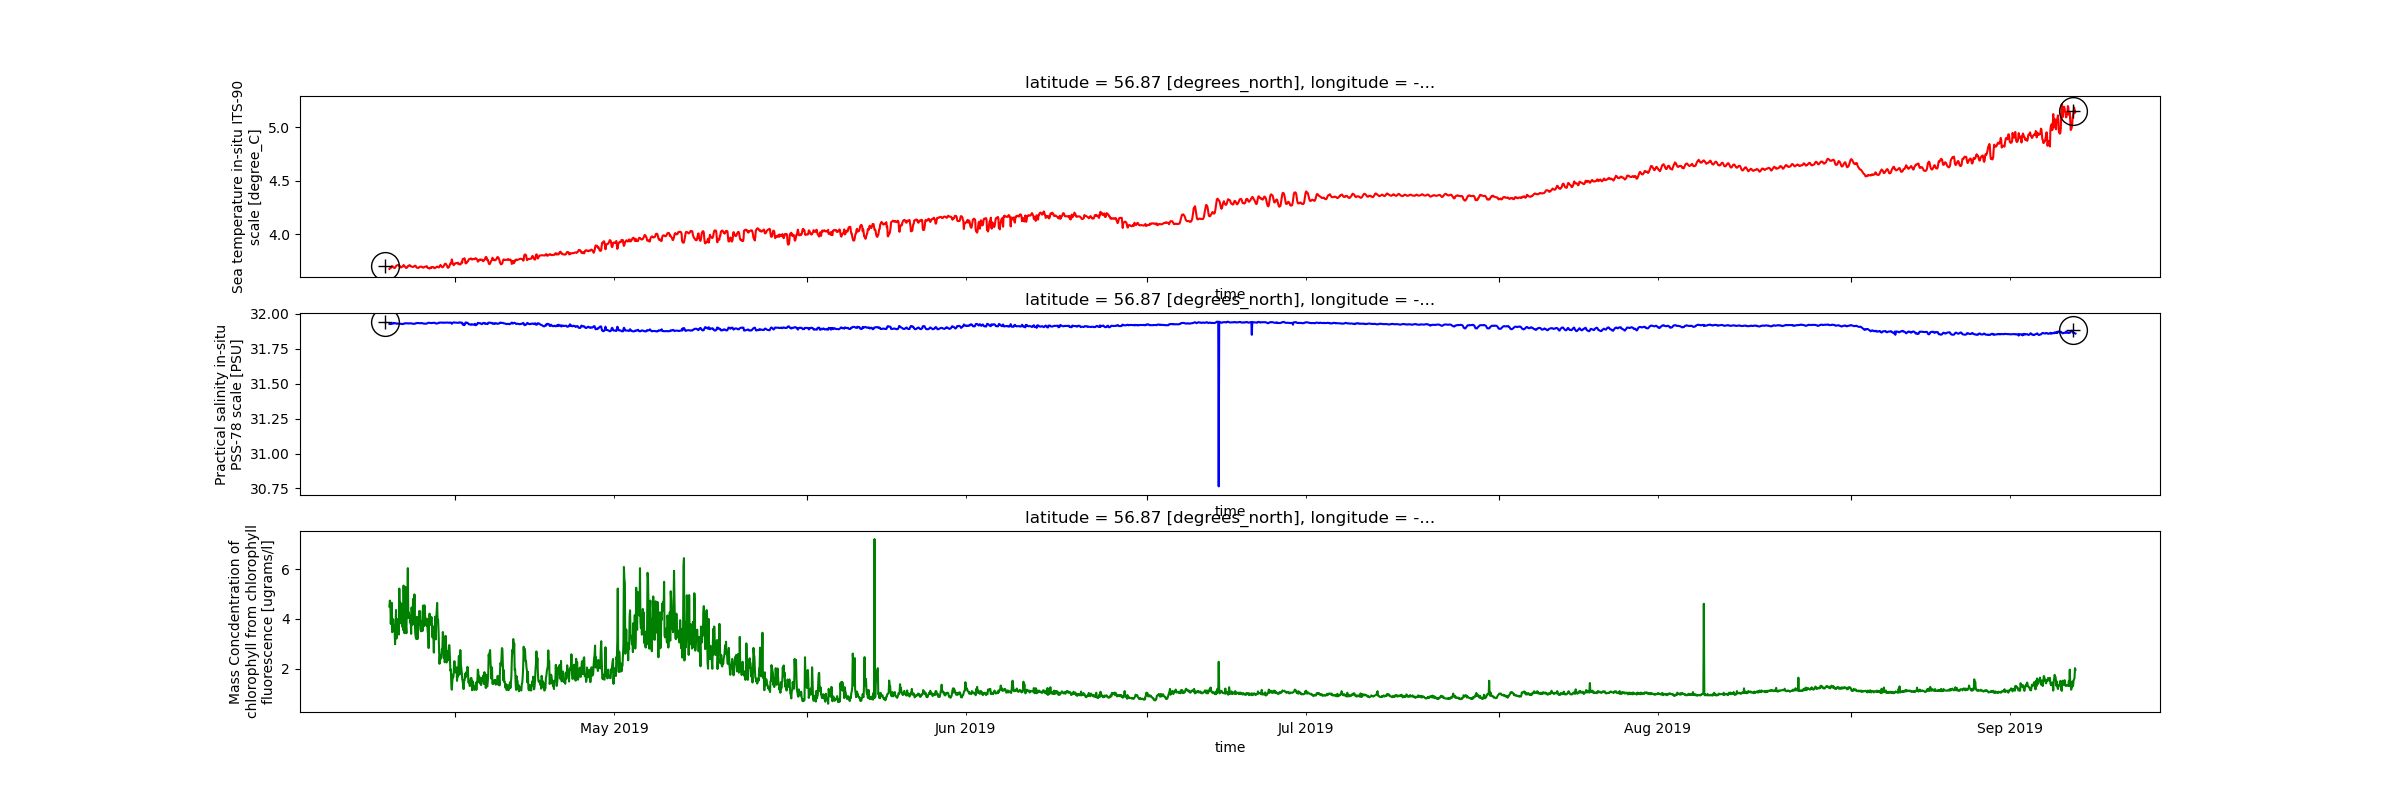 latitude = 56.87 [degrees_north], longitude = -...
Sea temperature in-situ ITS-90
scale [degree_C]
5.0
4.5
4.0
time
latitude = 56.87 [degrees_north], longitude = -...
Practical salinity in-situ
PSS-78 scale [PSU]
32.00
31.75
31.50
31.25
31.00
30.75
time
latitude = 56.87 [degrees_north], longitude = -...
Mass Concdentration of
chlorophyll from chlorophyll
fluorescence [ugrams/l]
6
4
2
May 2019
Jun 2019
Jul 2019
Aug 2019
Sep 2019
time